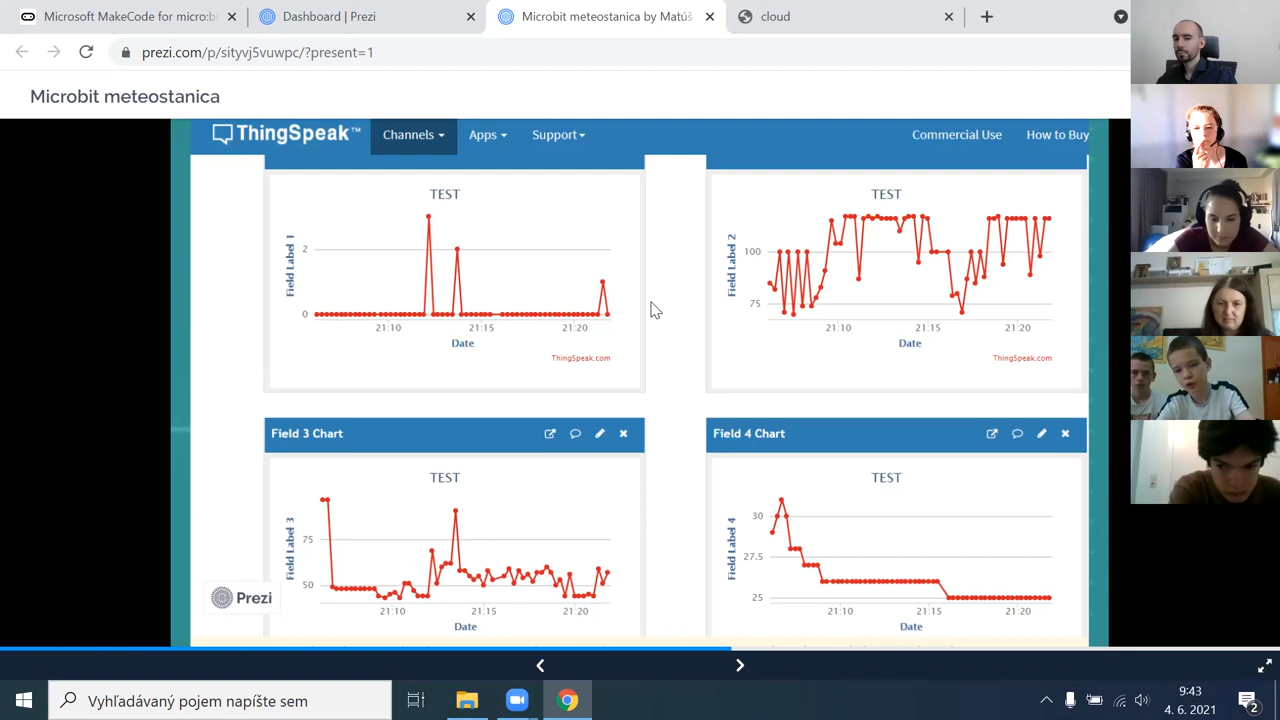 Microsoft MakeCode for micro:bi
Dashboard | Prezi
Microbit meteostanica by Matúš
cloud
prezi.com/p/sityvj5vuwpc/?present=1
Microbit meteostanica
ThingSpeak™
Channels
Apps
Support
Commercial Use
How to Buy
TEST
Field Label 1
2
0
21:10
21:15
21:20
Date
ThingSpeak.com
TEST
Field Label 2
100
75
21:10
21:15
21:20
Date
ThingSpeak.com
Field 3 Chart
TEST
Field Label 3
75
50
21:10
21:15
21:20
Date
Field 4 Chart
TEST
Field Label 4
30
27.5
25
21:10
21:15
21:20
Date
Prezi
Vyhľadávaný pojem napíšte sem
9:43
4. 6. 2021
2